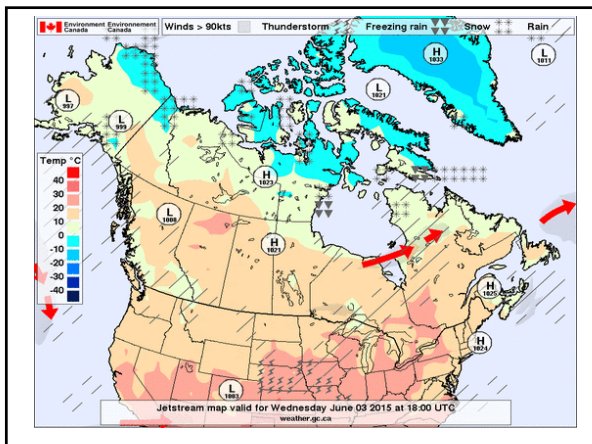 Environment Canada Environnement Canada Winds > 90kts Thunderstorm Freezing rain Snow Rain
H 1033
L 1011
L 997
L 1021
L 999
Temp °C
40
30
20
10
0
-10
-20
-30
-40
H 1023
L 1008
H 1021
H 1025
H 1024
L 1003
Jetstream map valid for Wednesday June 03 2015 at 18:00 UTC
weather.gc.ca